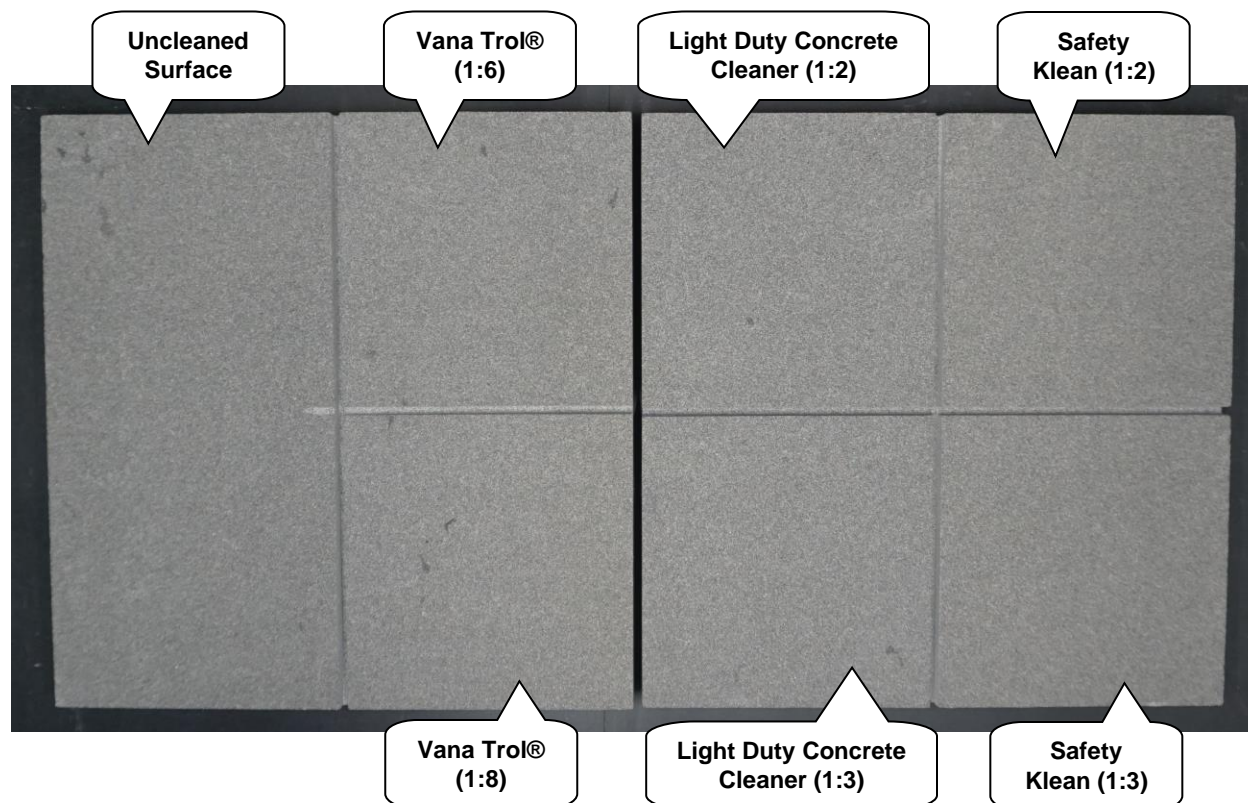 Uncleaned
Surface
Vana Trol®
(1:6)
Light Duty Concrete
Cleaner (1:2)
Safety
Klean (1:2)
Vana Trol®
(1:8)
Light Duty Concrete
Cleaner (1:3)
Safety
Klean (1:3)